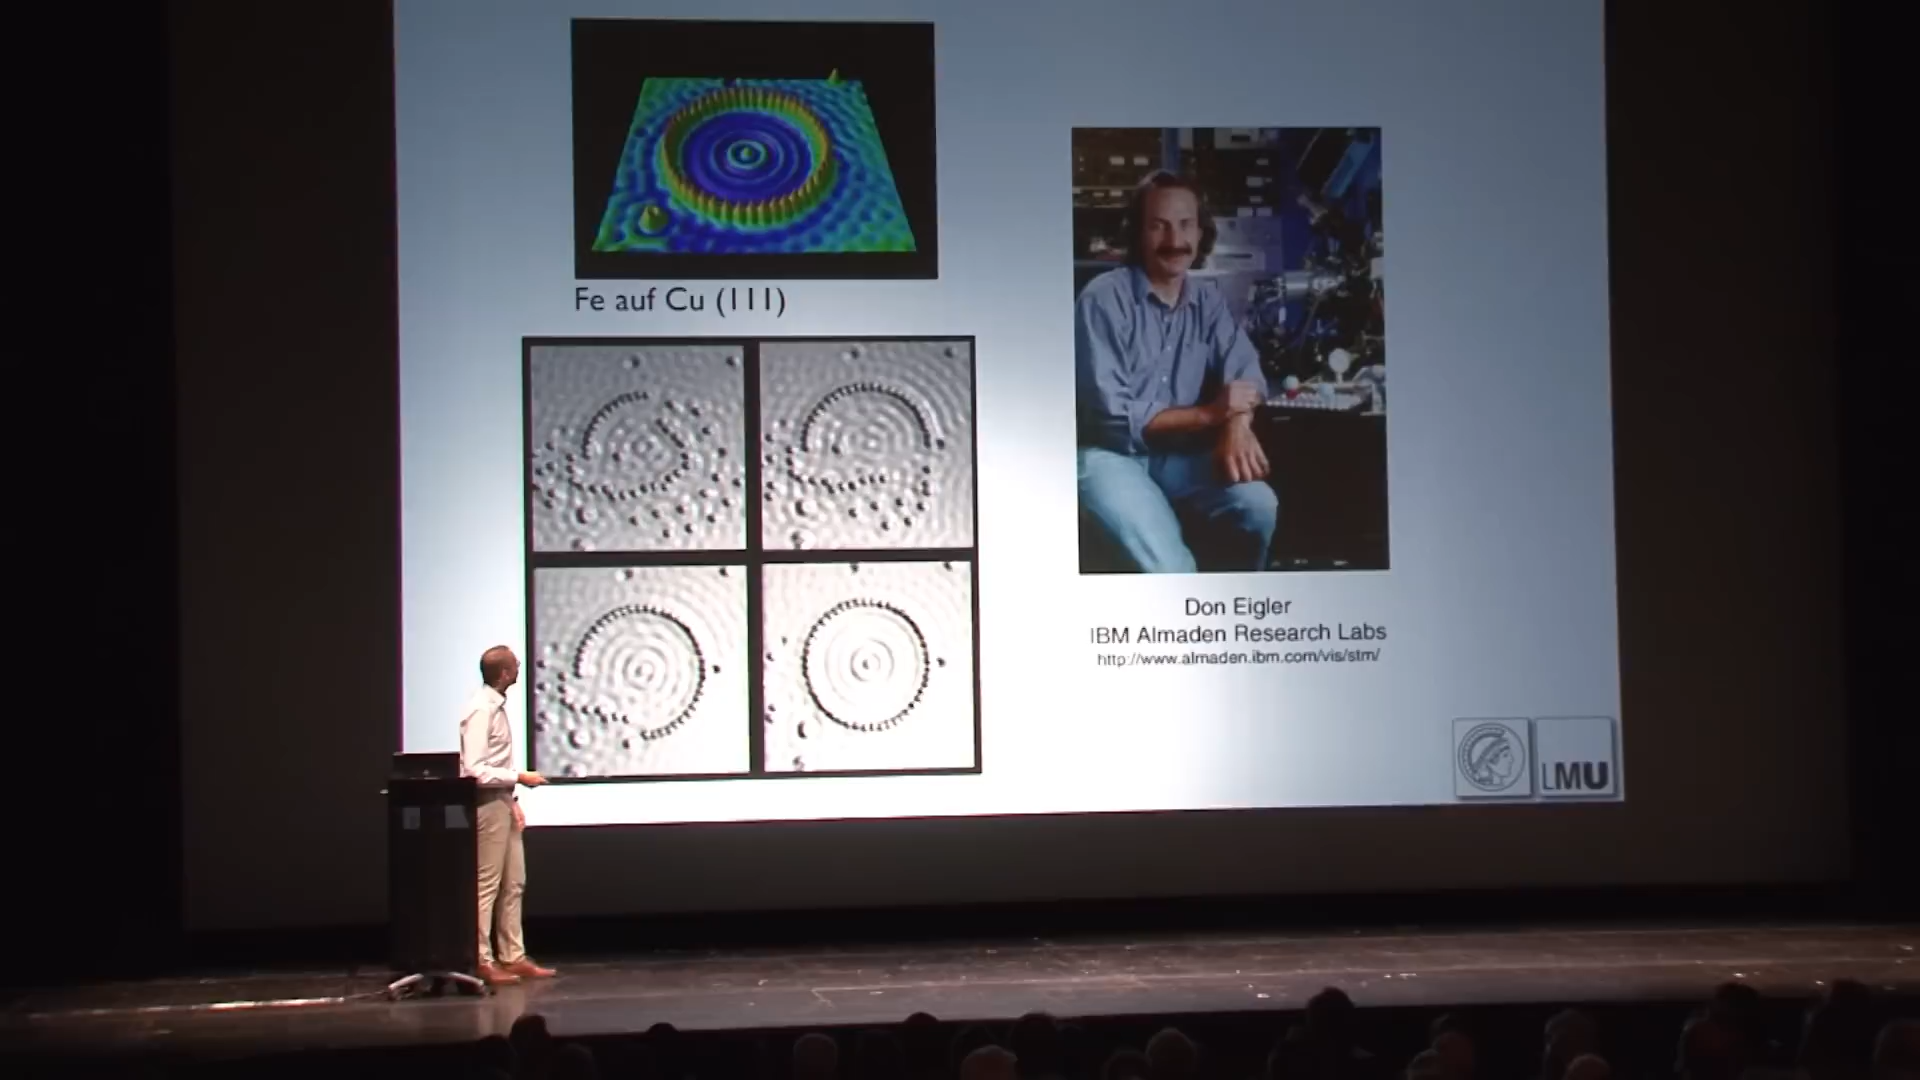 Fe auf Cu (111)
Don Eigler
IBM Almaden Research Labs
http://www.almaden.ibm.com/vis/stm/
LMU